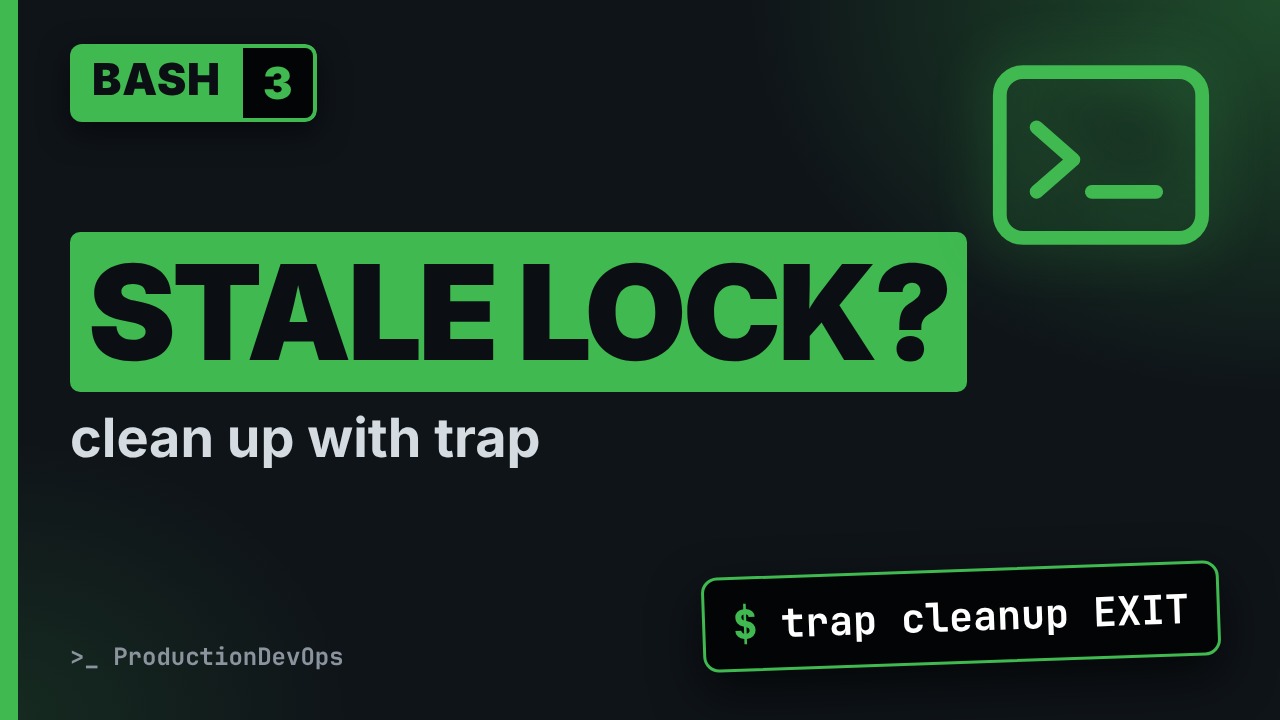 BASH 3
STALE LOCK?
clean up with trap
$ trap cleanup EXIT
>_ ProductionDevOps